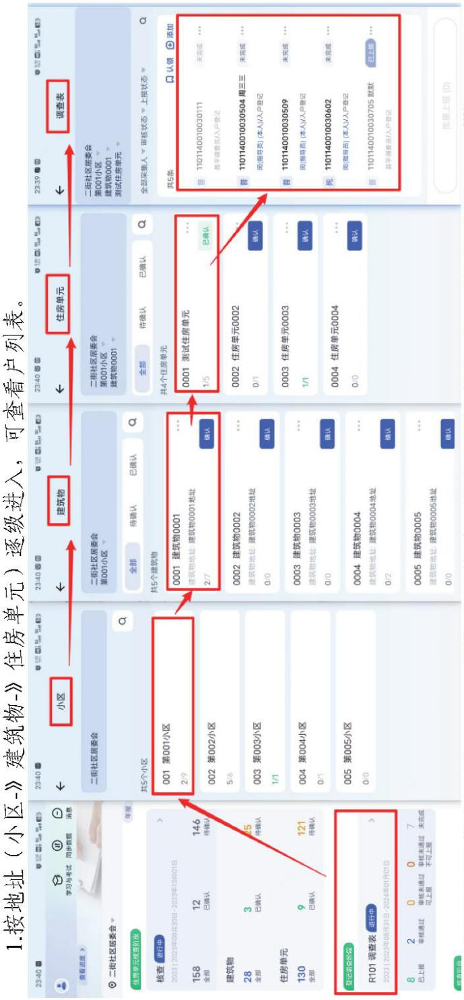 1.按地址（小区-》建筑物-》住房单元）逐级进入，可查看户列表。
23:40
学习与考试
同步数据
消息
查看进度 >
二街社区居委会
年报
住房单元核查阶段
核查 进行中 >
2023 | 2023年08月30日-2023年10月01日
158 12 146
全部 已确认 待确认
建筑物
28 3 25
全部 已确认 待确认
住房单元
130 9 121
全部 已确认 待确认
登记调查阶段
R101 调查表 进行中 >
2023 | 2023年08月31日-2024年01月01日
8 2 0 0 7
已上报 审核通过 审核未通过 审核未通过 未完成
可上报 不可上报
核查阶段
23:40
← 小区
二街社区居委会
共5个小区
001 第001小区
2/9
002 第002小区
5/6
003 第003小区
1/1
004 第004小区
0/1
005 第005小区
0/0
23:40
← 建筑物
二街社区居委会
第001小区
全部 待确认 已确认
共5个建筑物
0001 建筑物0001 ···
建筑物地址: 建筑物0001地址
2/7 确认
0002 建筑物0002 ···
建筑物地址: 建筑物0002地址
0/0 确认
0003 建筑物0003 ···
建筑物地址: 建筑物0003地址
0/0 确认
0004 建筑物0004 ···
建筑物地址: 建筑物0004地址
0/2 确认
0005 建筑物0005 ···
建筑物地址: 建筑物0005地址
0/0 确认
23:40
← 住房单元
二街社区居委会
第001小区
建筑物0001
全部 待确认 已确认
共4个住房单元
0001 测试住房单元 ···
1/5 已确认
0002 住房单元0002 ···
0/1 确认
0003 住房单元0003 ···
1/1 确认
0004 住房单元0004 ···
0/0 确认
23:39
← 调查表
二街社区居委会
第001小区
建筑物0001
测试住房单元
全部采集人 审核状态 上报状态
共5条 认领 添加
普 1101140010030111 未完成 ···
昌平调查员/入户登记
普 1101140010030504 周三三 未完成 ···
闵(指导员) (本人)/入户登记
普 1101140010030509 未完成 ···
闵(指导员) (本人)/入户登记
死 1101140010030602 未完成 ···
闵(指导员) (本人)/入户登记
普 1101140010030705 默默 已上报 ···
昌平调查员/入户登记
批量上报 (0)